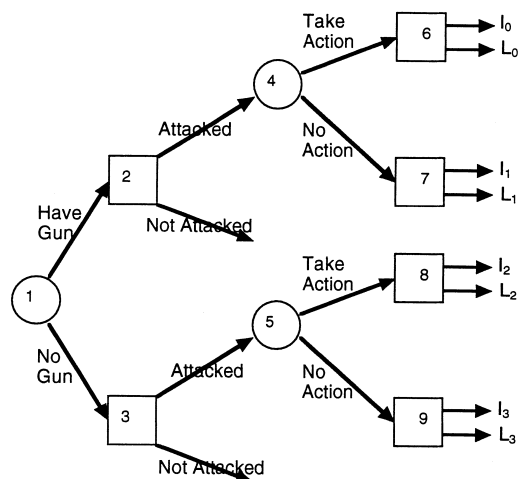 Take
Action
6
I0
L0
4
Attacked
No
Action
7
I1
L1
2
Have
Gun
Not Attacked
1
Take
Action
8
I2
L2
5
No
Gun
Attacked
No
Action
9
I3
L3
3
Not Attacked